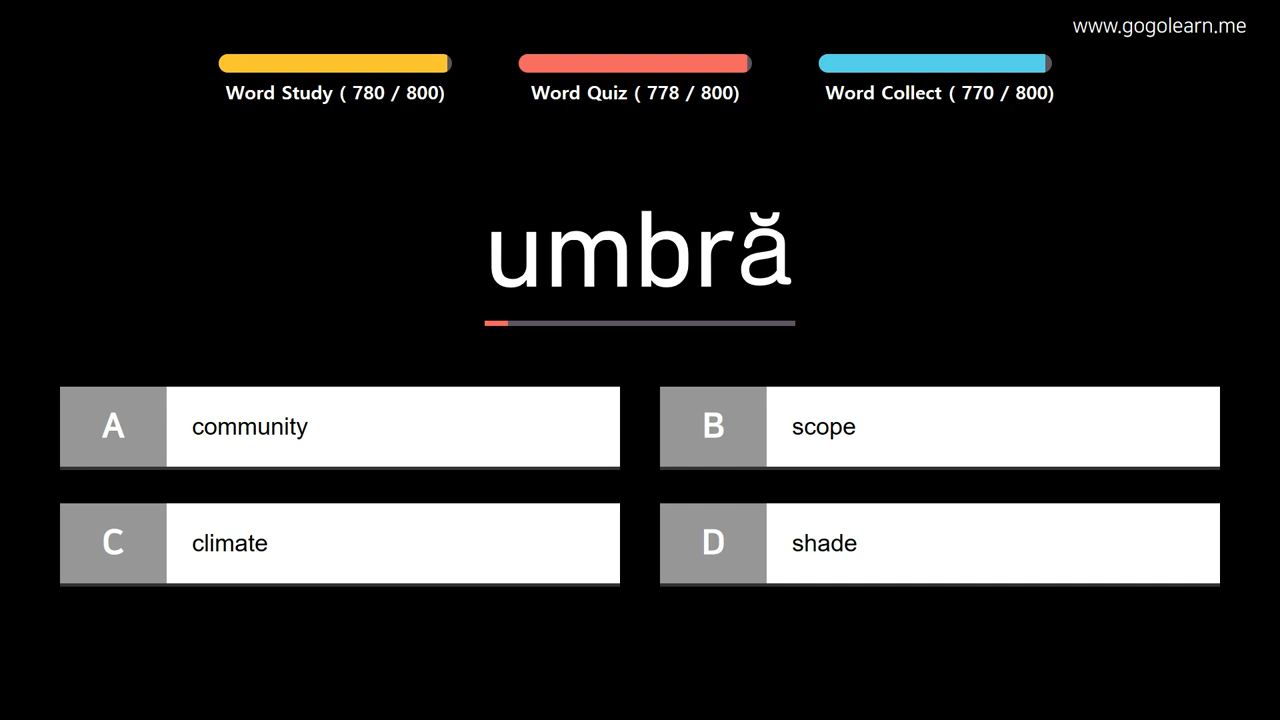 www.gogolearn.me
Word Study ( 780 / 800)
Word Quiz ( 778 / 800)
Word Collect ( 770 / 800)
umbră
A community
B scope
C climate
D shade